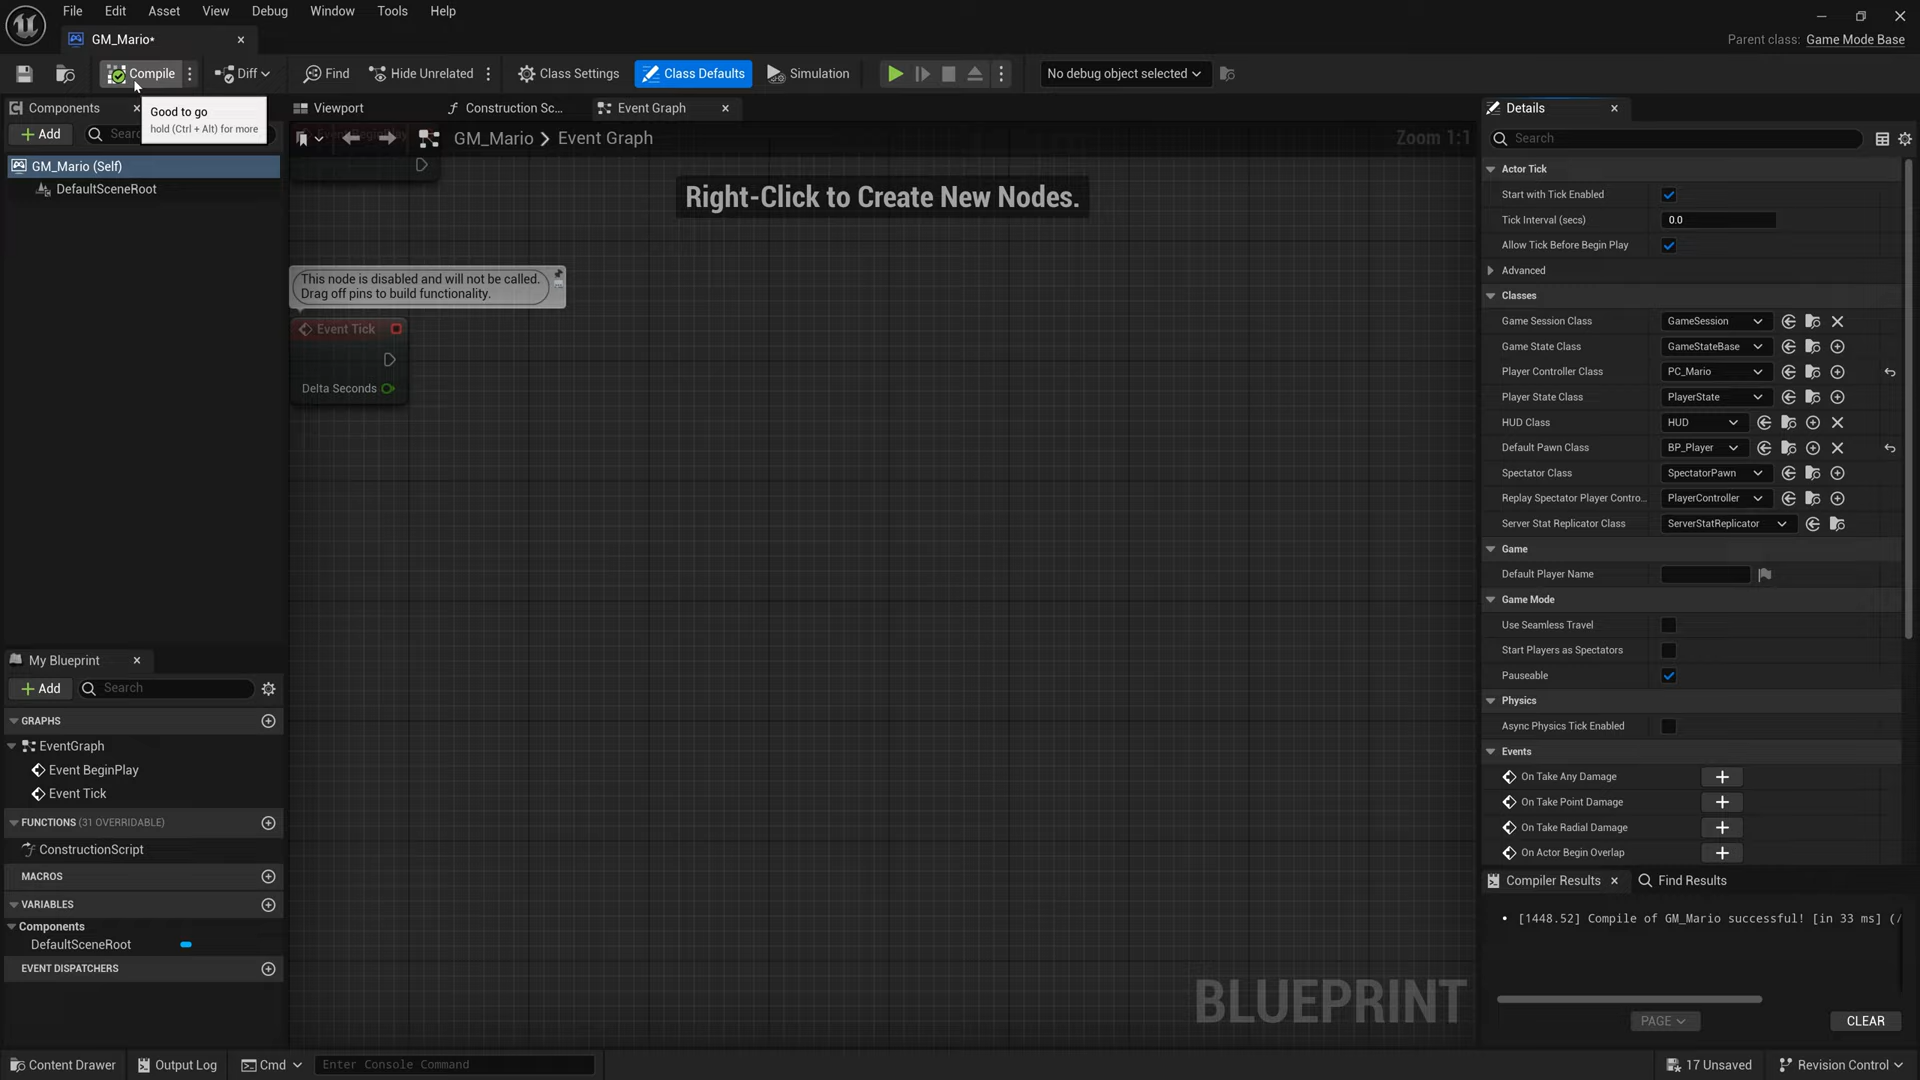 File Edit Asset View Debug Window Tools Help
GM_Mario*
Parent class: Game Mode Base
Compile
Diff
Find
Hide Unrelated
Class Settings
Class Defaults
Simulation
No debug object selected
Good to go
hold (Ctrl + Alt) for more
Components
Add
GM_Mario (Self)
DefaultSceneRoot
Viewport
Construction Sc...
Event Graph
GM_Mario > Event Graph
Zoom 1:1
Right-Click to Create New Nodes.
This node is disabled and will not be called.
Drag off pins to build functionality.
Event Tick
Delta Seconds
BLUEPRINT
My Blueprint
Add
Search
GRAPHS
EventGraph
Event BeginPlay
Event Tick
FUNCTIONS (31 OVERRIDABLE)
ConstructionScript
MACROS
VARIABLES
Components
DefaultSceneRoot
EVENT DISPATCHERS
Details
Search
Actor Tick
Start with Tick Enabled
Tick Interval (secs) 0.0
Allow Tick Before Begin Play
Advanced
Classes
Game Session Class GameSession
Game State Class GameStateBase
Player Controller Class PC_Mario
Player State Class PlayerState
HUD Class HUD
Default Pawn Class BP_Player
Spectator Class SpectatorPawn
Replay Spectator Player Contro... PlayerController
Server Stat Replicator Class ServerStatReplicator
Game
Default Player Name
Game Mode
Use Seamless Travel
Start Players as Spectators
Pauseable
Physics
Async Physics Tick Enabled
Events
On Take Any Damage
On Take Point Damage
On Take Radial Damage
On Actor Begin Overlap
Compiler Results
Find Results
[1448.52] Compile of GM_Mario successful! [in 33 ms] (/
PAGE
CLEAR
Content Drawer
Output Log
Cmd
Enter Console Command
17 Unsaved
Revision Control